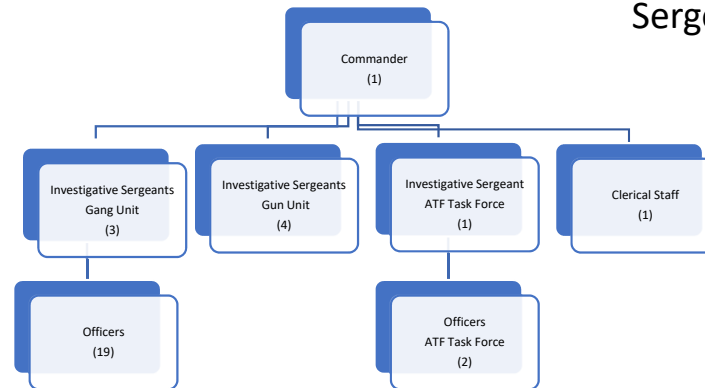 Commander
(1)
Investigative Sergeants
Gang Unit
(3)
Investigative Sergeants
Gun Unit
(4)
Investigative Sergeant
ATF Task Force
(1)
Clerical Staff
(1)
Officers
(19)
Officers
ATF Task Force
(2)